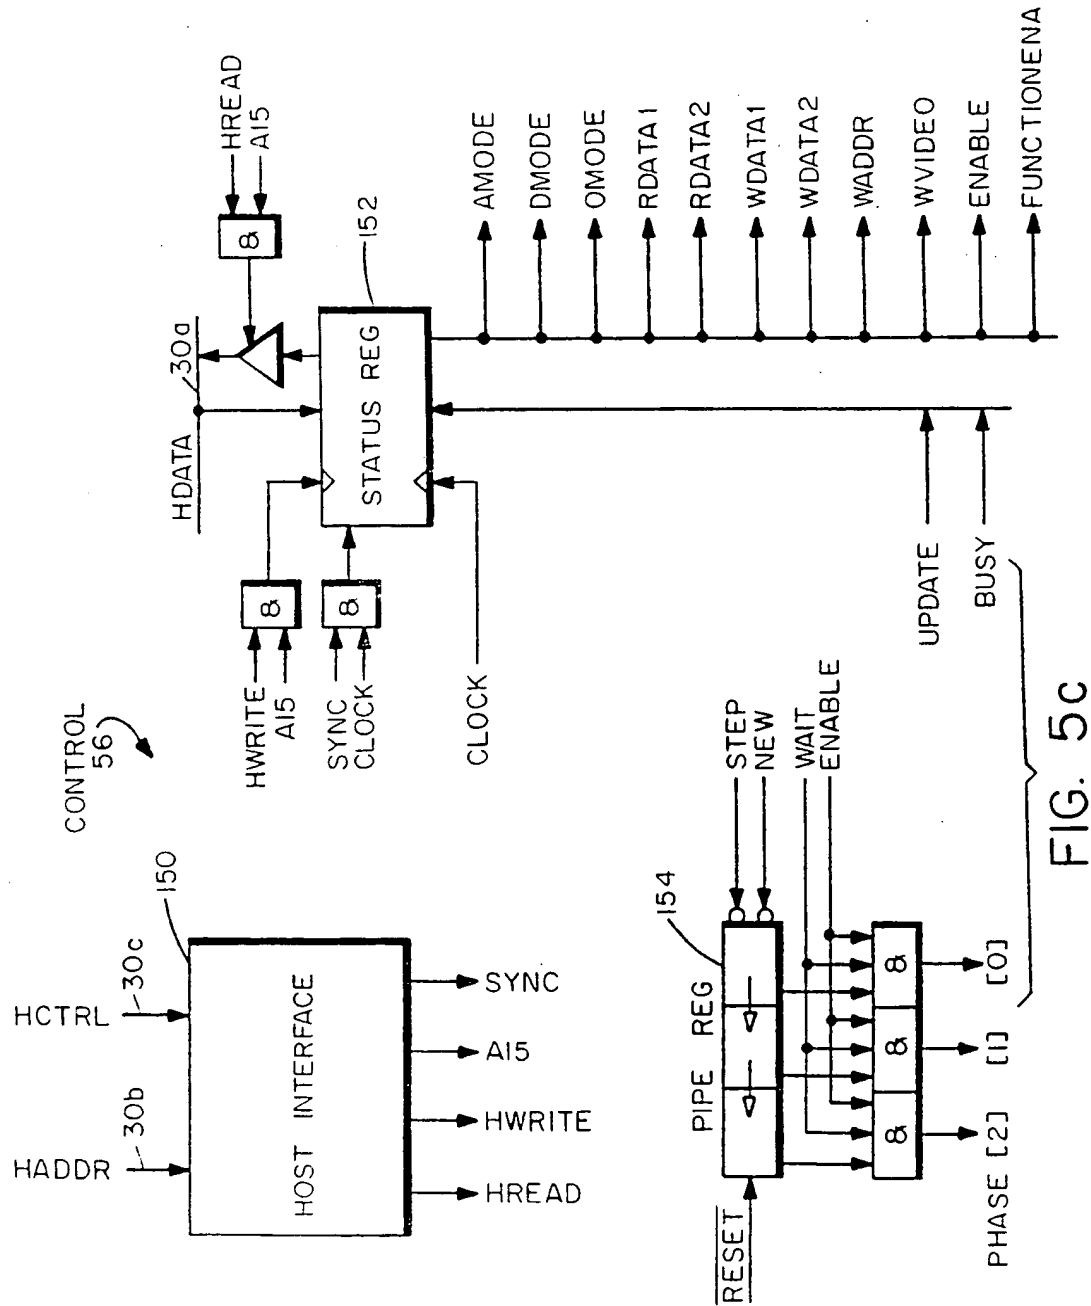 CONTROL
56
HCTRL
30c
HADDR
30b
150
HOST INTERFACE
SYNC
A15
HWRITE
HREAD
HDATA
30a
HREAD
A15
&
HWRITE
A15
&
SYNC
CLOCK
&
CLOCK
STATUS REG
152
AMODE
DMODE
OMODE
RDATA1
RDATA2
WDATA1
WDATA2
WADDR
WVIDEO
ENABLE
FUNCTIONENA
UPDATE
BUSY
PIPE REG
154
RESET
STEP
NEW
WAIT
ENABLE
& & &
PHASE [2] [1] [0]
FIG. 5c